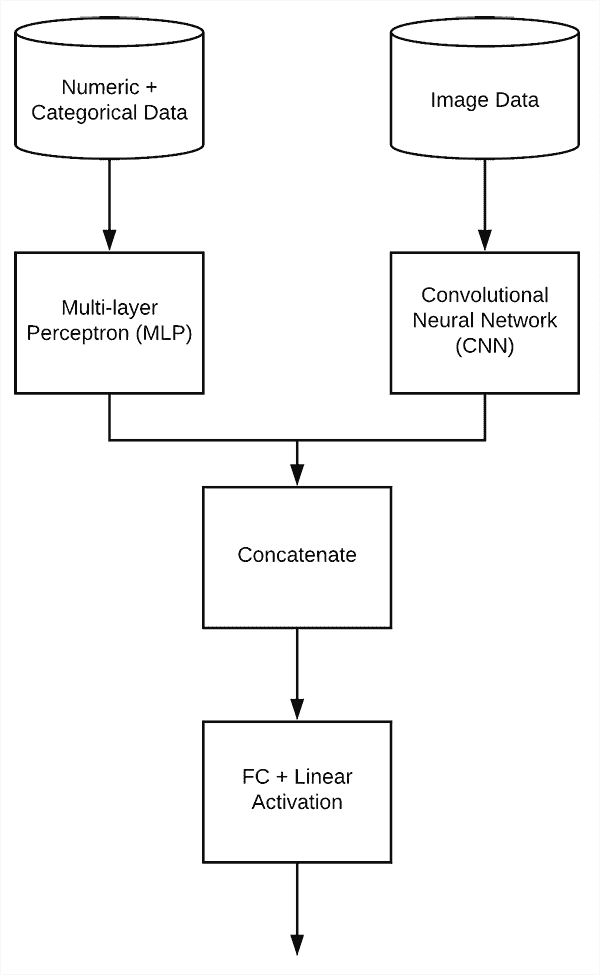 Numeric +
Categorical Data
Image Data
Multi-layer
Perceptron (MLP)
Convolutional
Neural Network
(CNN)
Concatenate
FC + Linear
Activation